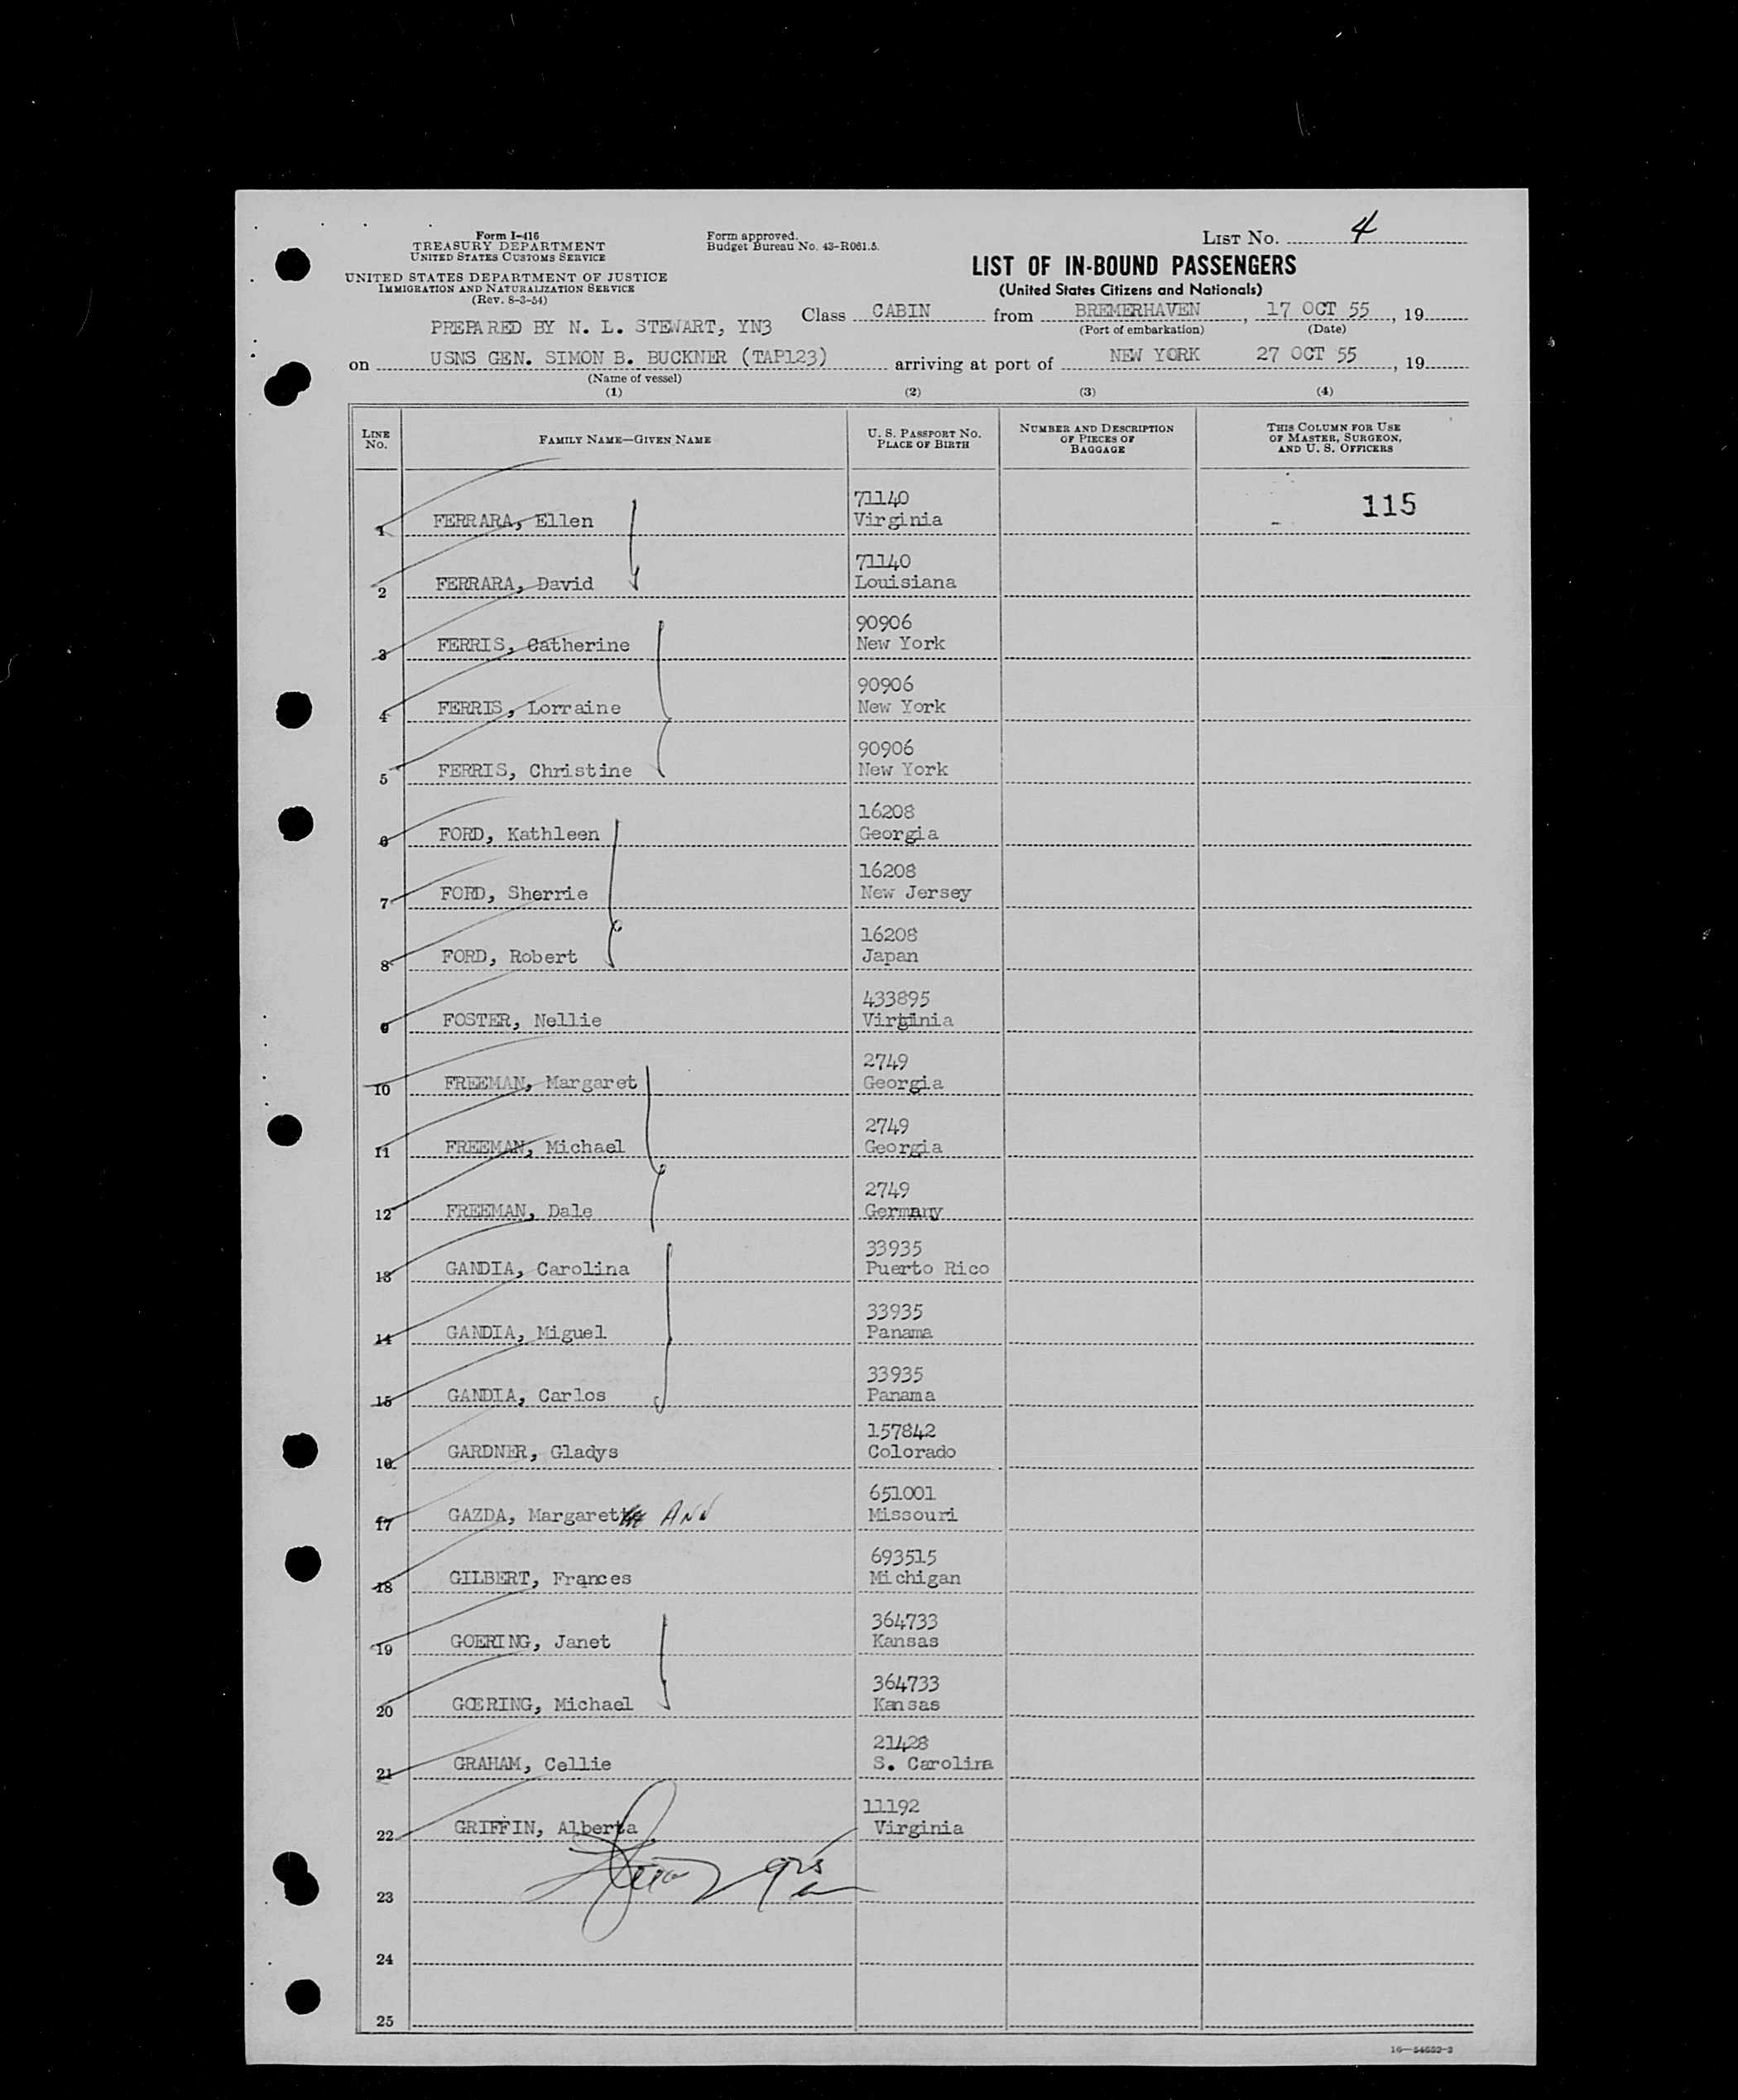 Form I-416
TREASURY DEPARTMENT
UNITED STATES CUSTOMS SERVICE
UNITED STATES DEPARTMENT OF JUSTICE
IMMIGRATION AND NATURALIZATION SERVICE
(Rev. 8-3-54)
Form approved.
Budget Bureau No. 43-R061.5.
LIST NO. 4
LIST OF IN-BOUND PASSENGERS
(United States Citizens and Nationals)
PREPARED BY N. L. STEWART, YN3
Class CABIN from BREMERHAVEN, 17 OCT 55, 19
(Port of embarkation) (Date)
on USNS GEN. SIMON B. BUCKNER (TAP123) arriving at port of NEW YORK 27 OCT 55, 19
(Name of vessel)
(1) (2) (3) (4)
LINE NO. FAMILY NAME—GIVEN NAME U. S. PASSPORT NO. PLACE OF BIRTH NUMBER AND DESCRIPTION OF PIECES OF BAGGAGE THIS COLUMN FOR USE OF MASTER, SURGEON, AND U. S. OFFICERS
71140 115
1 FERRARA, Ellen Virginia
71140
2 FERRARA, David Louisiana
90906
3 FERRIS, Catherine New York
90906
4 FERRIS, Lorraine New York
90906
5 FERRIS, Christine New York
16208
6 FORD, Kathleen Georgia
16208
7 FORD, Sherrie New Jersey
16208
8 FORD, Robert Japan
433895
9 FOSTER, Nellie Virginia
2749
10 FREEMAN, Margaret Georgia
2749
11 FREEMAN, Michael Georgia
2749
12 FREEMAN, Dale Germany
33935
13 GANDIA, Carolina Puerto Rico
33935
14 GANDIA, Miguel Panama
33935
15 GANDIA, Carlos Panama
157842
16 GARDNER, Gladys Colorado
651001
17 GAZDA, Margaret ANN Missouri
693515
18 GILBERT, Frances Michigan
364733
19 GOERING, Janet Kansas
364733
20 GOERING, Michael Kansas
21428
21 GRAHAM, Cellie S. Carolina
11192
22 GRIFFIN, Alberta Virginia
23
24
25